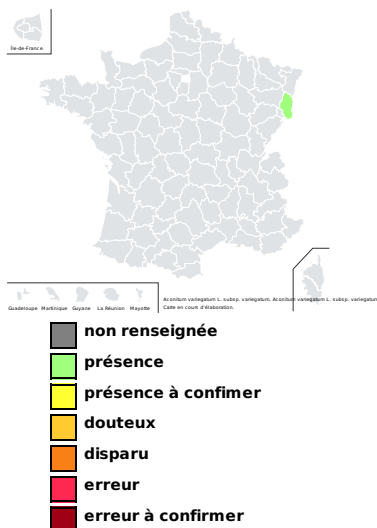 Île-de-France
Guadeloupe Martinique Guyane La Réunion Mayotte
Aconitum variegatum L. subsp. variegatum, Aconitum variegatum L. subsp. variegatum
Carte en cours d'élaboration.
non renseignée
présence
présence à confimer
douteux
disparu
erreur
erreur à confirmer